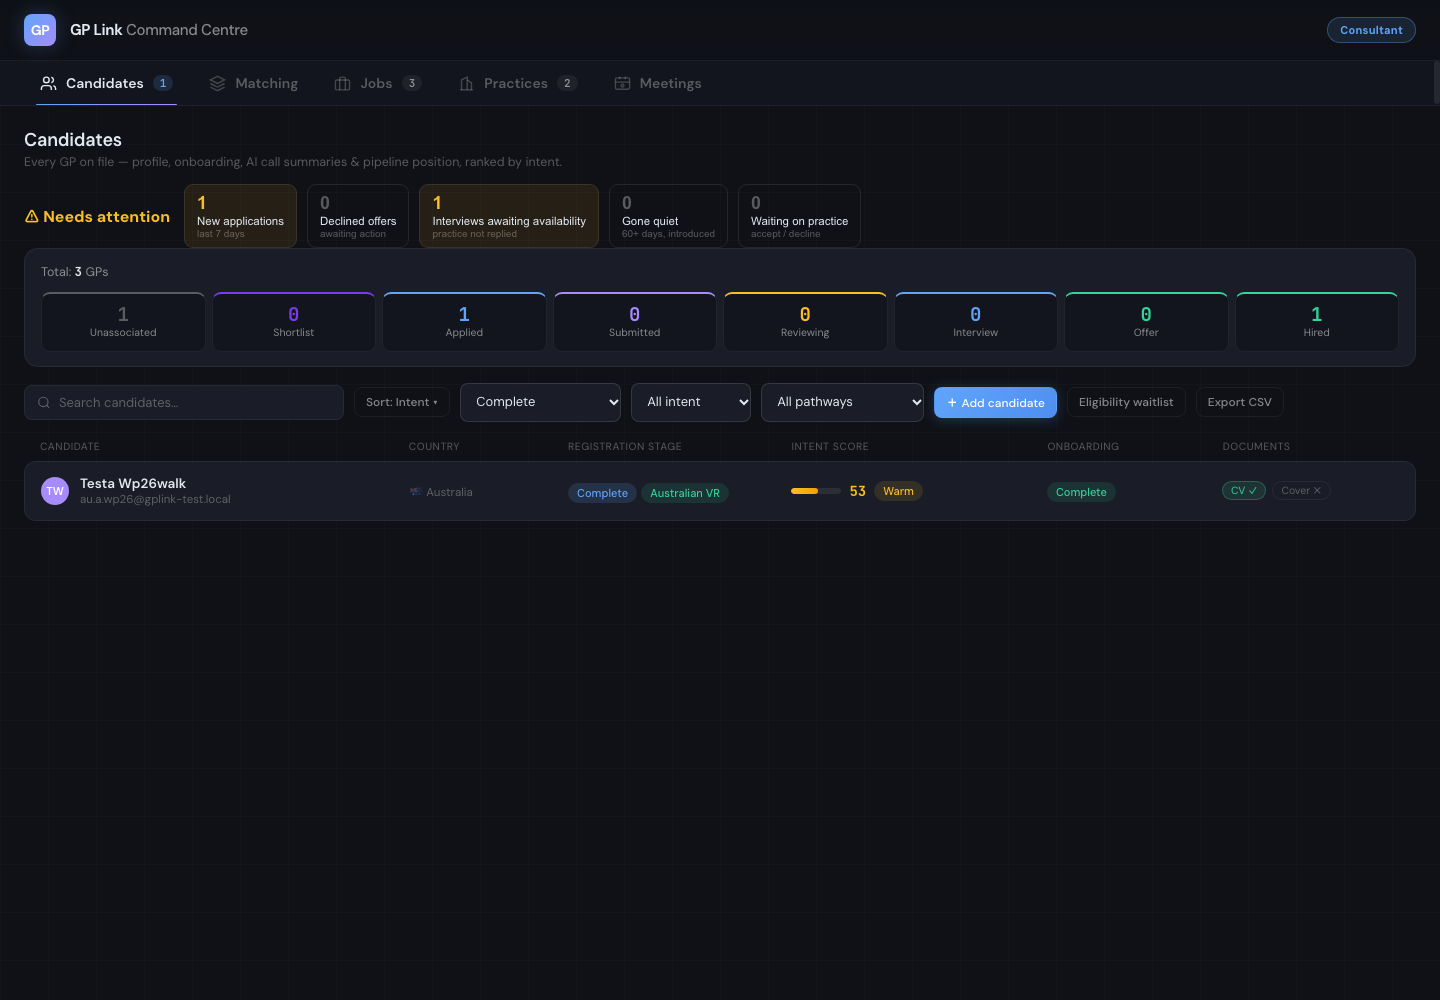 GP GP Link Command Centre Consultant
Candidates 1 Matching Jobs 3 Practices 2 Meetings
Candidates
Every GP on file — profile, onboarding, AI call summaries & pipeline position, ranked by intent.
Needs attention
1
New applications
last 7 days
0
Declined offers
awaiting action
1
Interviews awaiting availability
practice not replied
0
Gone quiet
60+ days, introduced
0
Waiting on practice
accept / decline
Total: 3 GPs
1
Unassociated
0
Shortlist
1
Applied
0
Submitted
0
Reviewing
0
Interview
0
Offer
1
Hired
Search candidates... Sort: Intent ▾ Complete All intent All pathways + Add candidate Eligibility waitlist Export CSV
CANDIDATE COUNTRY REGISTRATION STAGE INTENT SCORE ONBOARDING DOCUMENTS
TW Testa Wp26walk
au.a.wp26@gplink-test.local
Australia Complete Australian VR 53 Warm Complete CV ✓ Cover ✕